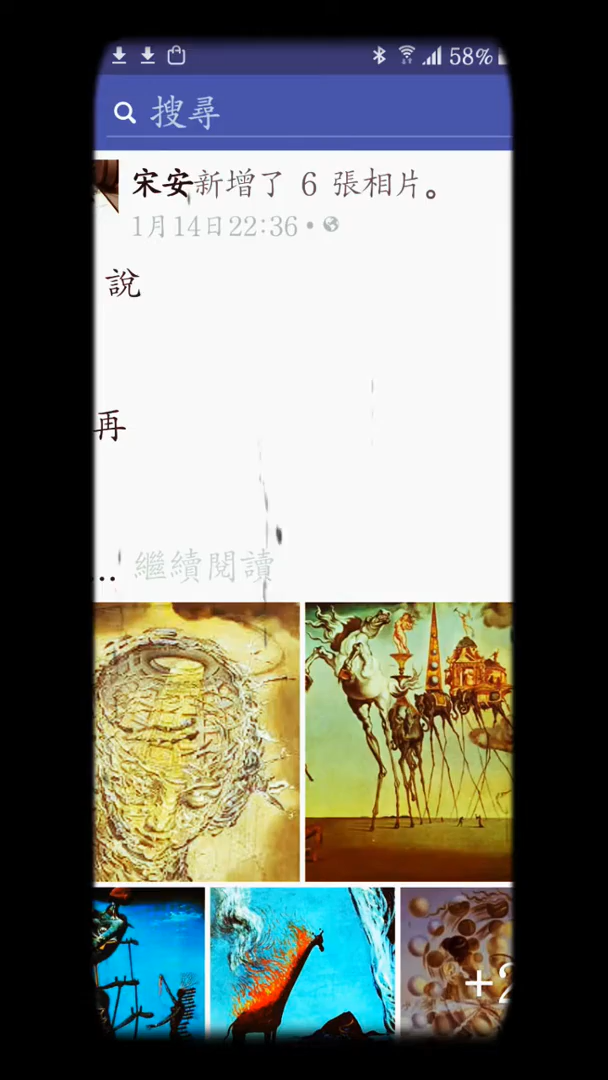 58%
搜尋
宋安新增了 6 張相片。
1月14日22:36 •
說
再
... 繼續閱讀
+2